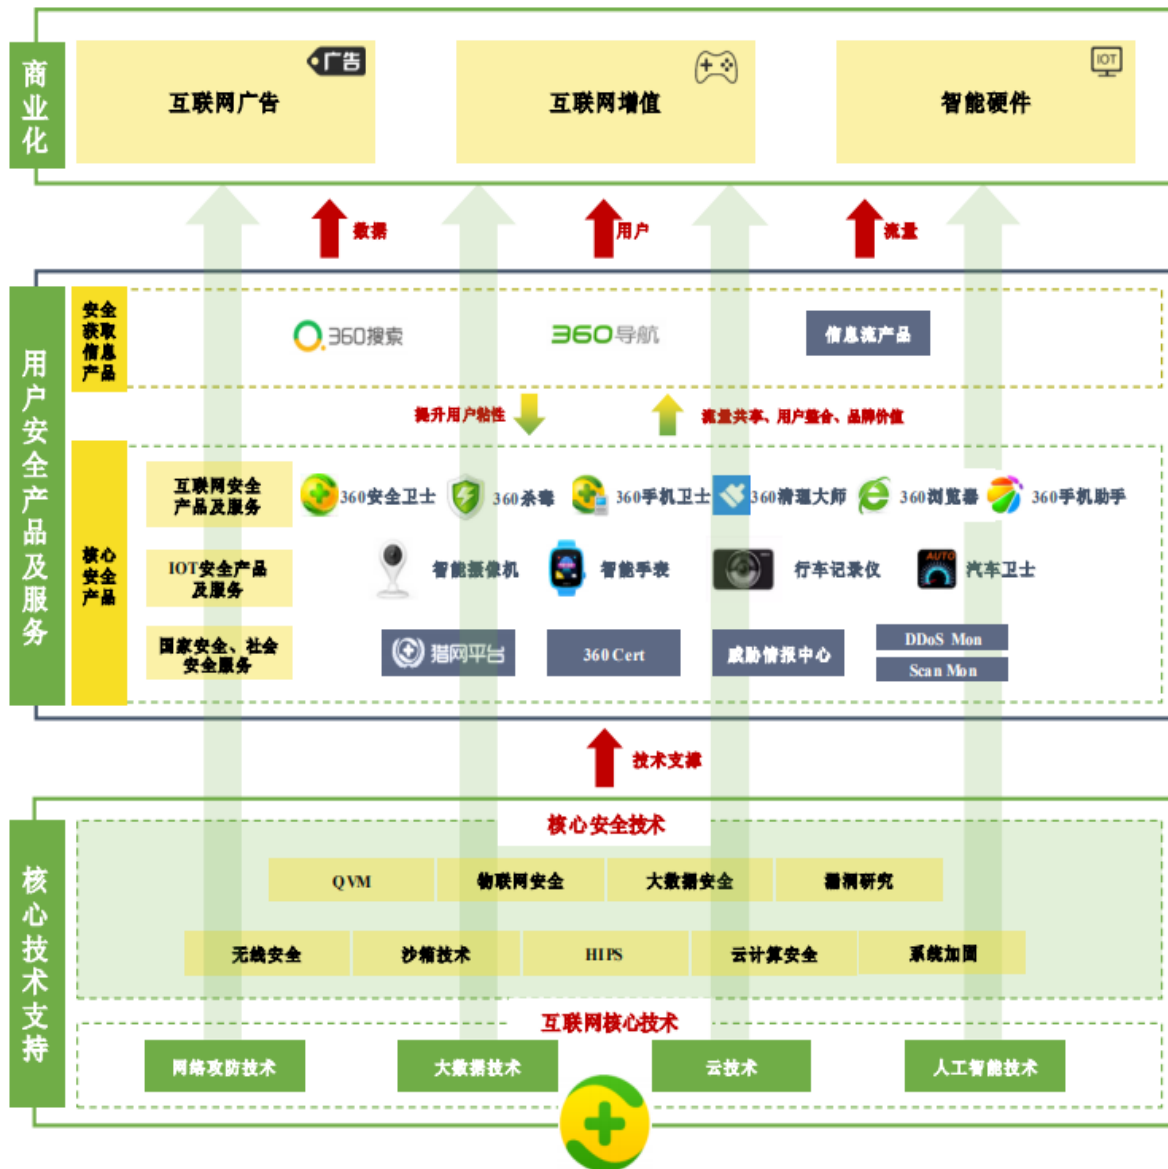 商业化
广告
互联网广告
互联网增值
IOT
智能硬件
数据
用户
流量
用户安全产品及服务
安全
获取
信息
产品
360搜索
360导航
信息流产品
提升用户粘性
流量共享、用户整合、品牌价值
核心
安全
产品
互联网安全
产品及服务
360安全卫士
360杀毒
360手机卫士
360清理大师
360浏览器
360手机助手
IOT安全产品
及服务
智能摄像机
智能手表
行车记录仪
AUTO
汽车卫士
国家安全、社会
安全服务
猎网平台
360 Cert
威胁情报中心
DDoS Mon
Scan Mon
技术支撑
核心技术支持
核心安全技术
QVM
物联网安全
大数据安全
漏洞研究
无线安全
沙箱技术
HIPS
云计算安全
系统加固
互联网核心技术
网络攻防技术
大数据技术
云技术
人工智能技术